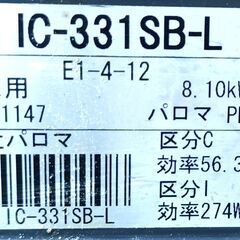 IC-331SB-L
E1-4-12
用 8.10k
1147 パロマ P
パロマ 区分C
効率56.3
区分I
IC-331SB-L 効率274W